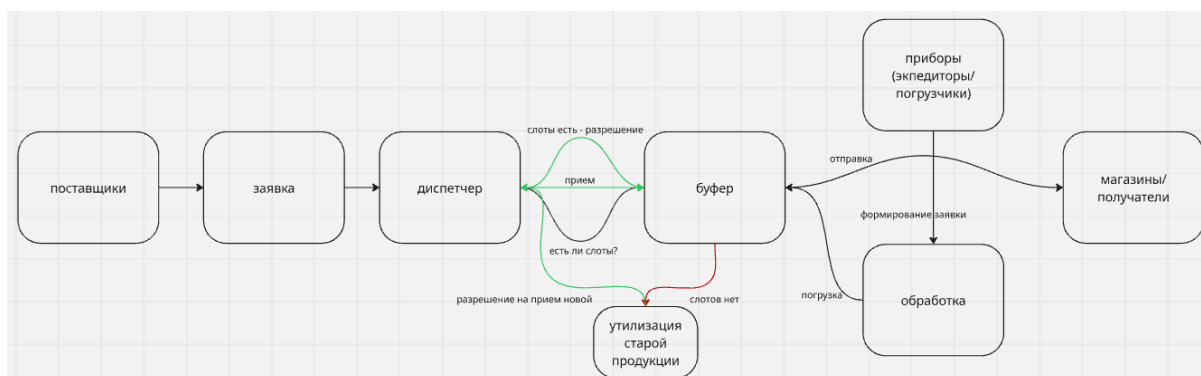 поставщики
заявка
диспетчер
слоты есть - разрешение
прием
есть ли слоты?
разрешение на прием новой
слотов нет
утилизация
старой
продукции
буфер
приборы
(экпедиторы/
погрузчики)
отправка
формирование заявки
погрузка
обработка
магазины/
получатели